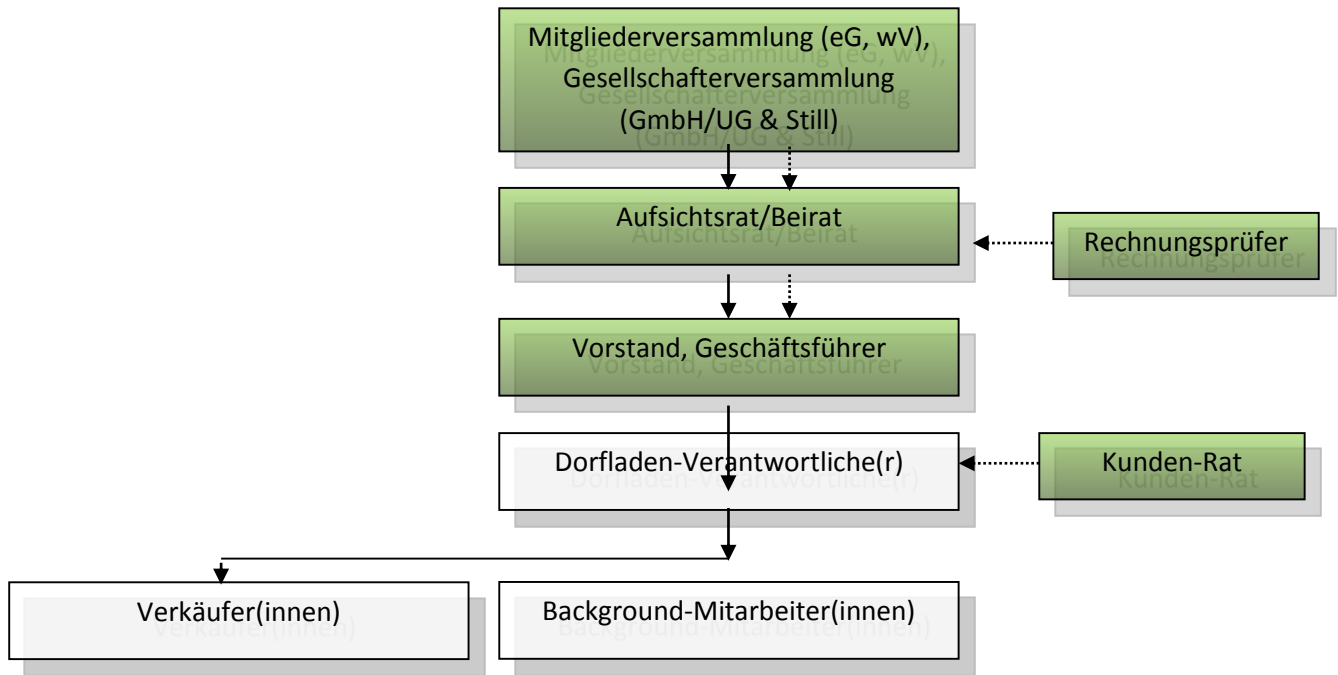 Mitgliederversammlung (eG, wV),
Gesellschafterversammlung
(GmbH/UG & Still)
Aufsichtsrat/Beirat
Rechnungsprüfer
Vorstand, Geschäftsführer
Dorfladen-Verantwortliche(r)
Kunden-Rat
Verkäufer(innen)
Background-Mitarbeiter(innen)